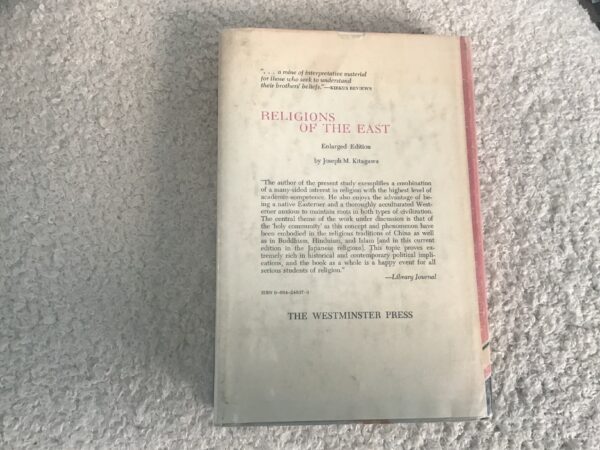 ". . . a mine of interpretative material
for those who seek to understand
their brothers' beliefs."—KIRKUS REVIEWS
RELIGIONS
OF THE EAST
Enlarged Edition
by Joseph M. Kitagawa
"The author of the present study exemplifies a combination
of a many-sided interest in religion with the highest level of
academic competence. He also enjoys the advantage of be-
ing a native Easterner and a thoroughly acculturated West-
erner anxious to maintain roots in both types of civilization.
The central theme of the work under discussion is that of
the 'holy community' as this concept and phenomenon have
been embodied in the religious traditions of China as well
as in Buddhism, Hinduism, and Islam [and in this current
edition in the Japanese religions]. This topic proves ex-
tremely rich in historical and contemporary political impli-
cations, and the book as a whole is a happy event for all
serious students of religion."
—Library Journal
ISBN
THE WESTMINSTER PRESS